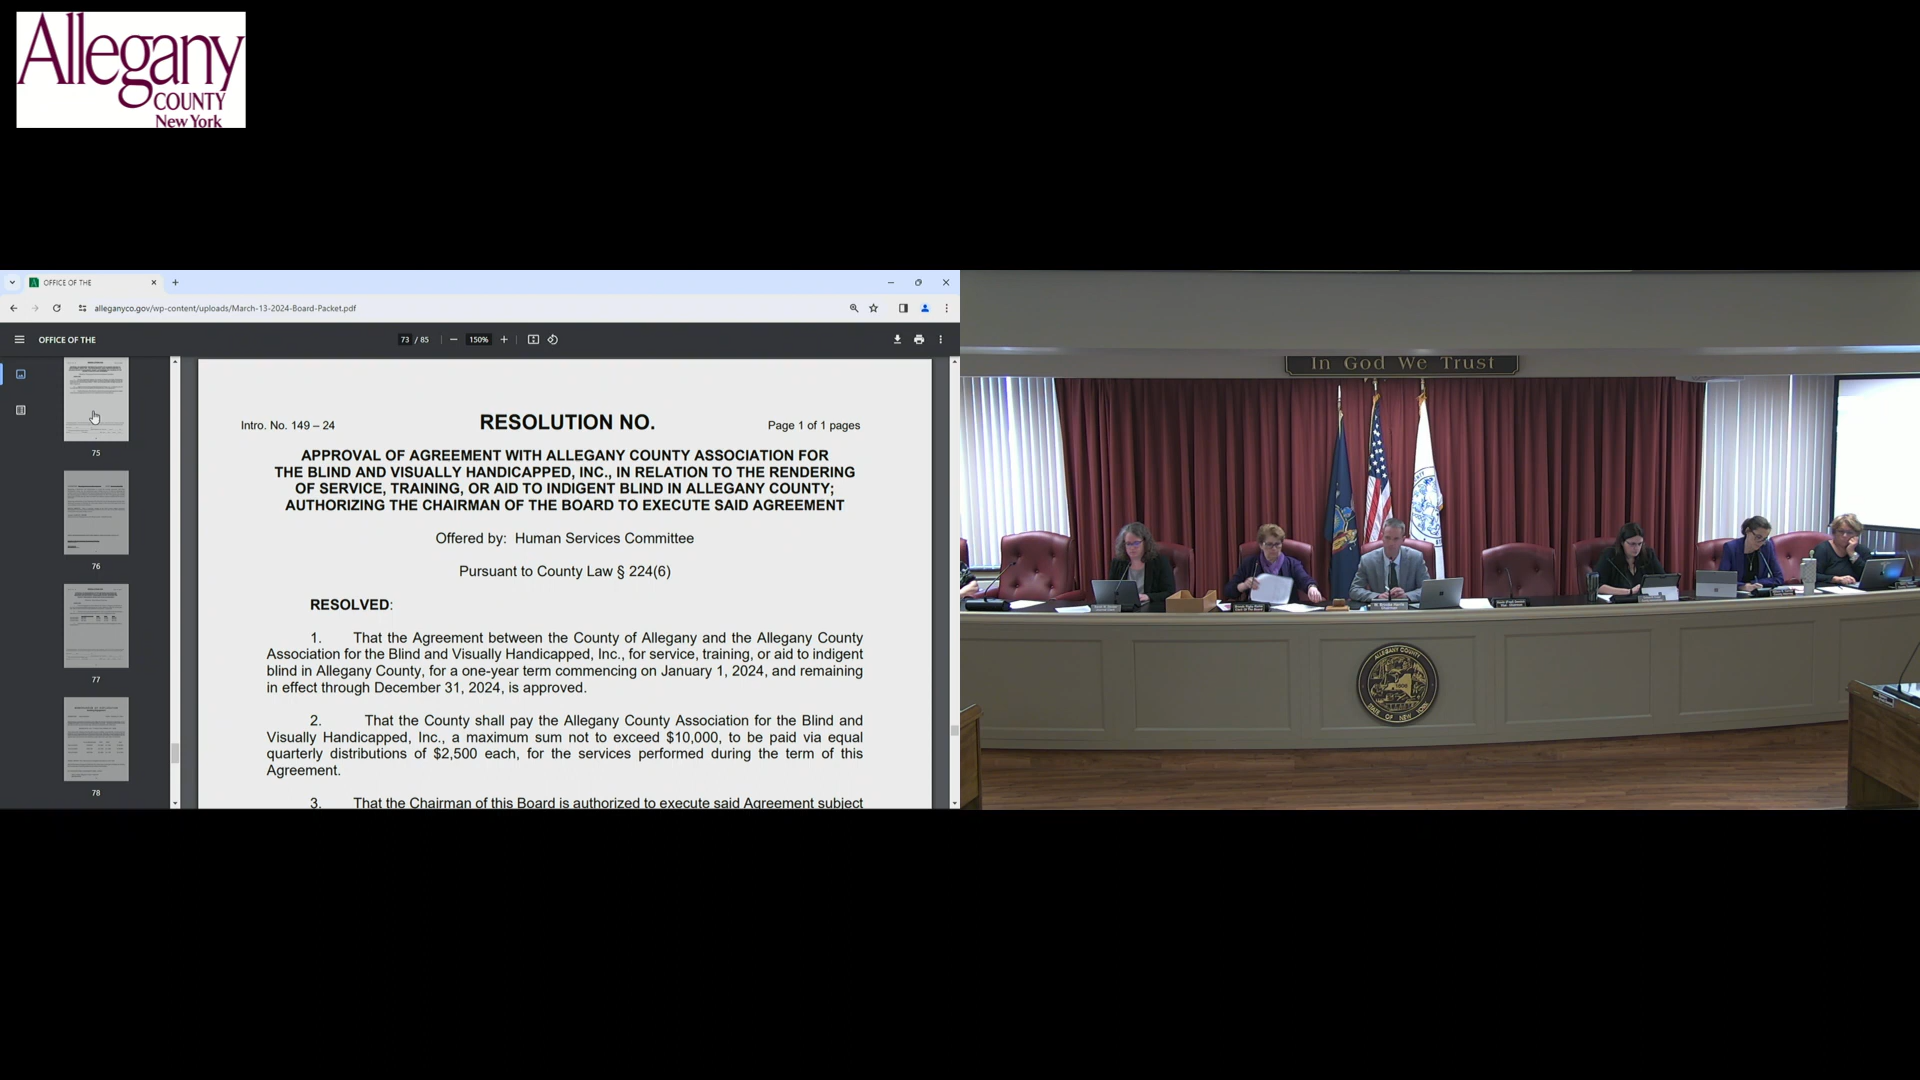 Allegany
COUNTY
New York
OFFICE OF THE
alleganyco.gov/wp-content/uploads/March-13-2024-Board-Packet.pdf
OFFICE OF THE
73 / 85
150%
75
76
77
78
Intro. No. 149 – 24
RESOLUTION NO.
Page 1 of 1 pages
APPROVAL OF AGREEMENT WITH ALLEGANY COUNTY ASSOCIATION FOR
THE BLIND AND VISUALLY HANDICAPPED, INC., IN RELATION TO THE RENDERING
OF SERVICE, TRAINING, OR AID TO INDIGENT BLIND IN ALLEGANY COUNTY;
AUTHORIZING THE CHAIRMAN OF THE BOARD TO EXECUTE SAID AGREEMENT
Offered by: Human Services Committee
Pursuant to County Law § 224(6)
RESOLVED:
1. That the Agreement between the County of Allegany and the Allegany County
Association for the Blind and Visually Handicapped, Inc., for service, training, or aid to indigent
blind in Allegany County, for a one-year term commencing on January 1, 2024, and remaining
in effect through December 31, 2024, is approved.
2. That the County shall pay the Allegany County Association for the Blind and
Visually Handicapped, Inc., a maximum sum not to exceed $10,000, to be paid via equal
quarterly distributions of $2,500 each, for the services performed during the term of this
Agreement.
3. That the Chairman of this Board is authorized to execute said Agreement subject
In God We Trust
ALLEGANY COUNTY
STATE OF NEW YORK